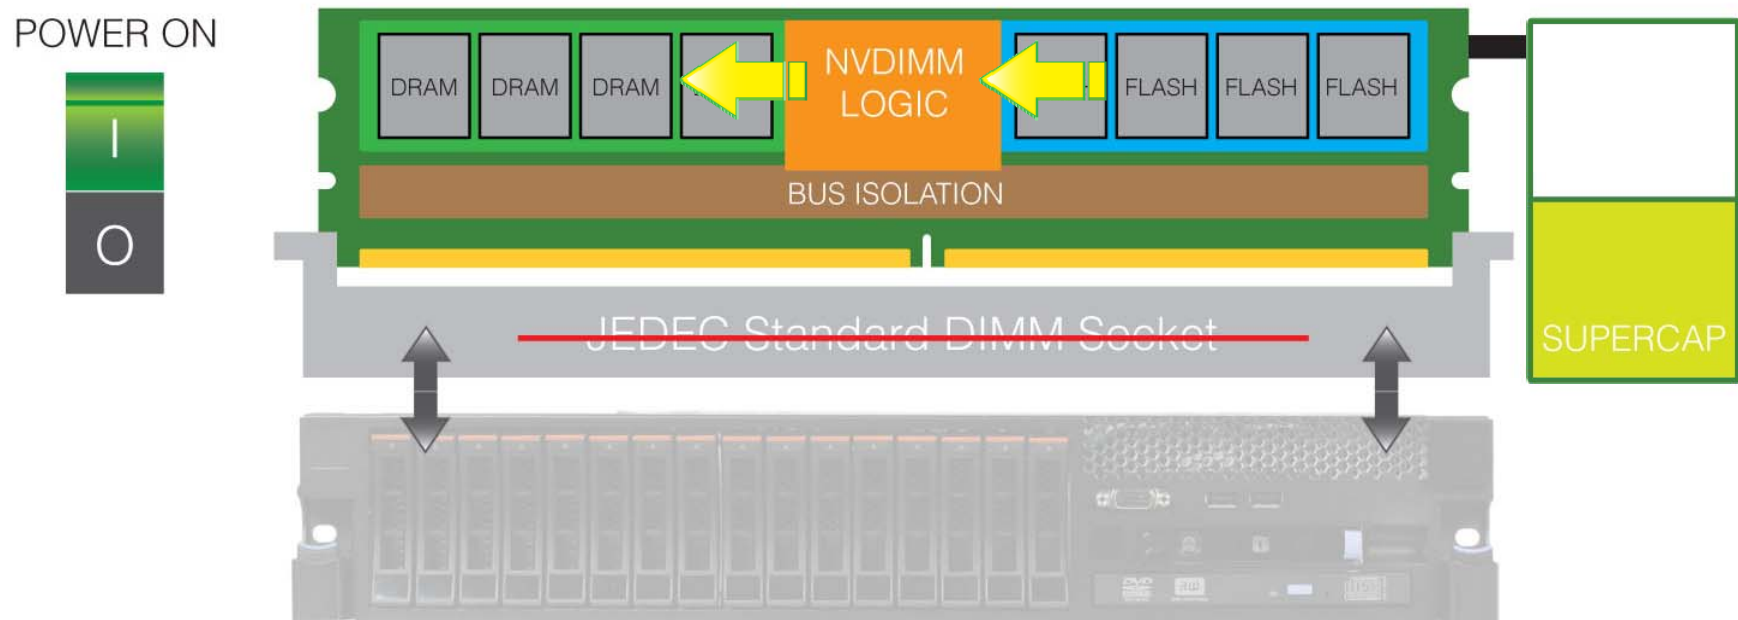 POWER ON
I
O
DRAM
DRAM
DRAM
NVDIMM
LOGIC
FLASH
FLASH
FLASH
BUS ISOLATION
JEDEC Standard DIMM Socket
SUPERCAP